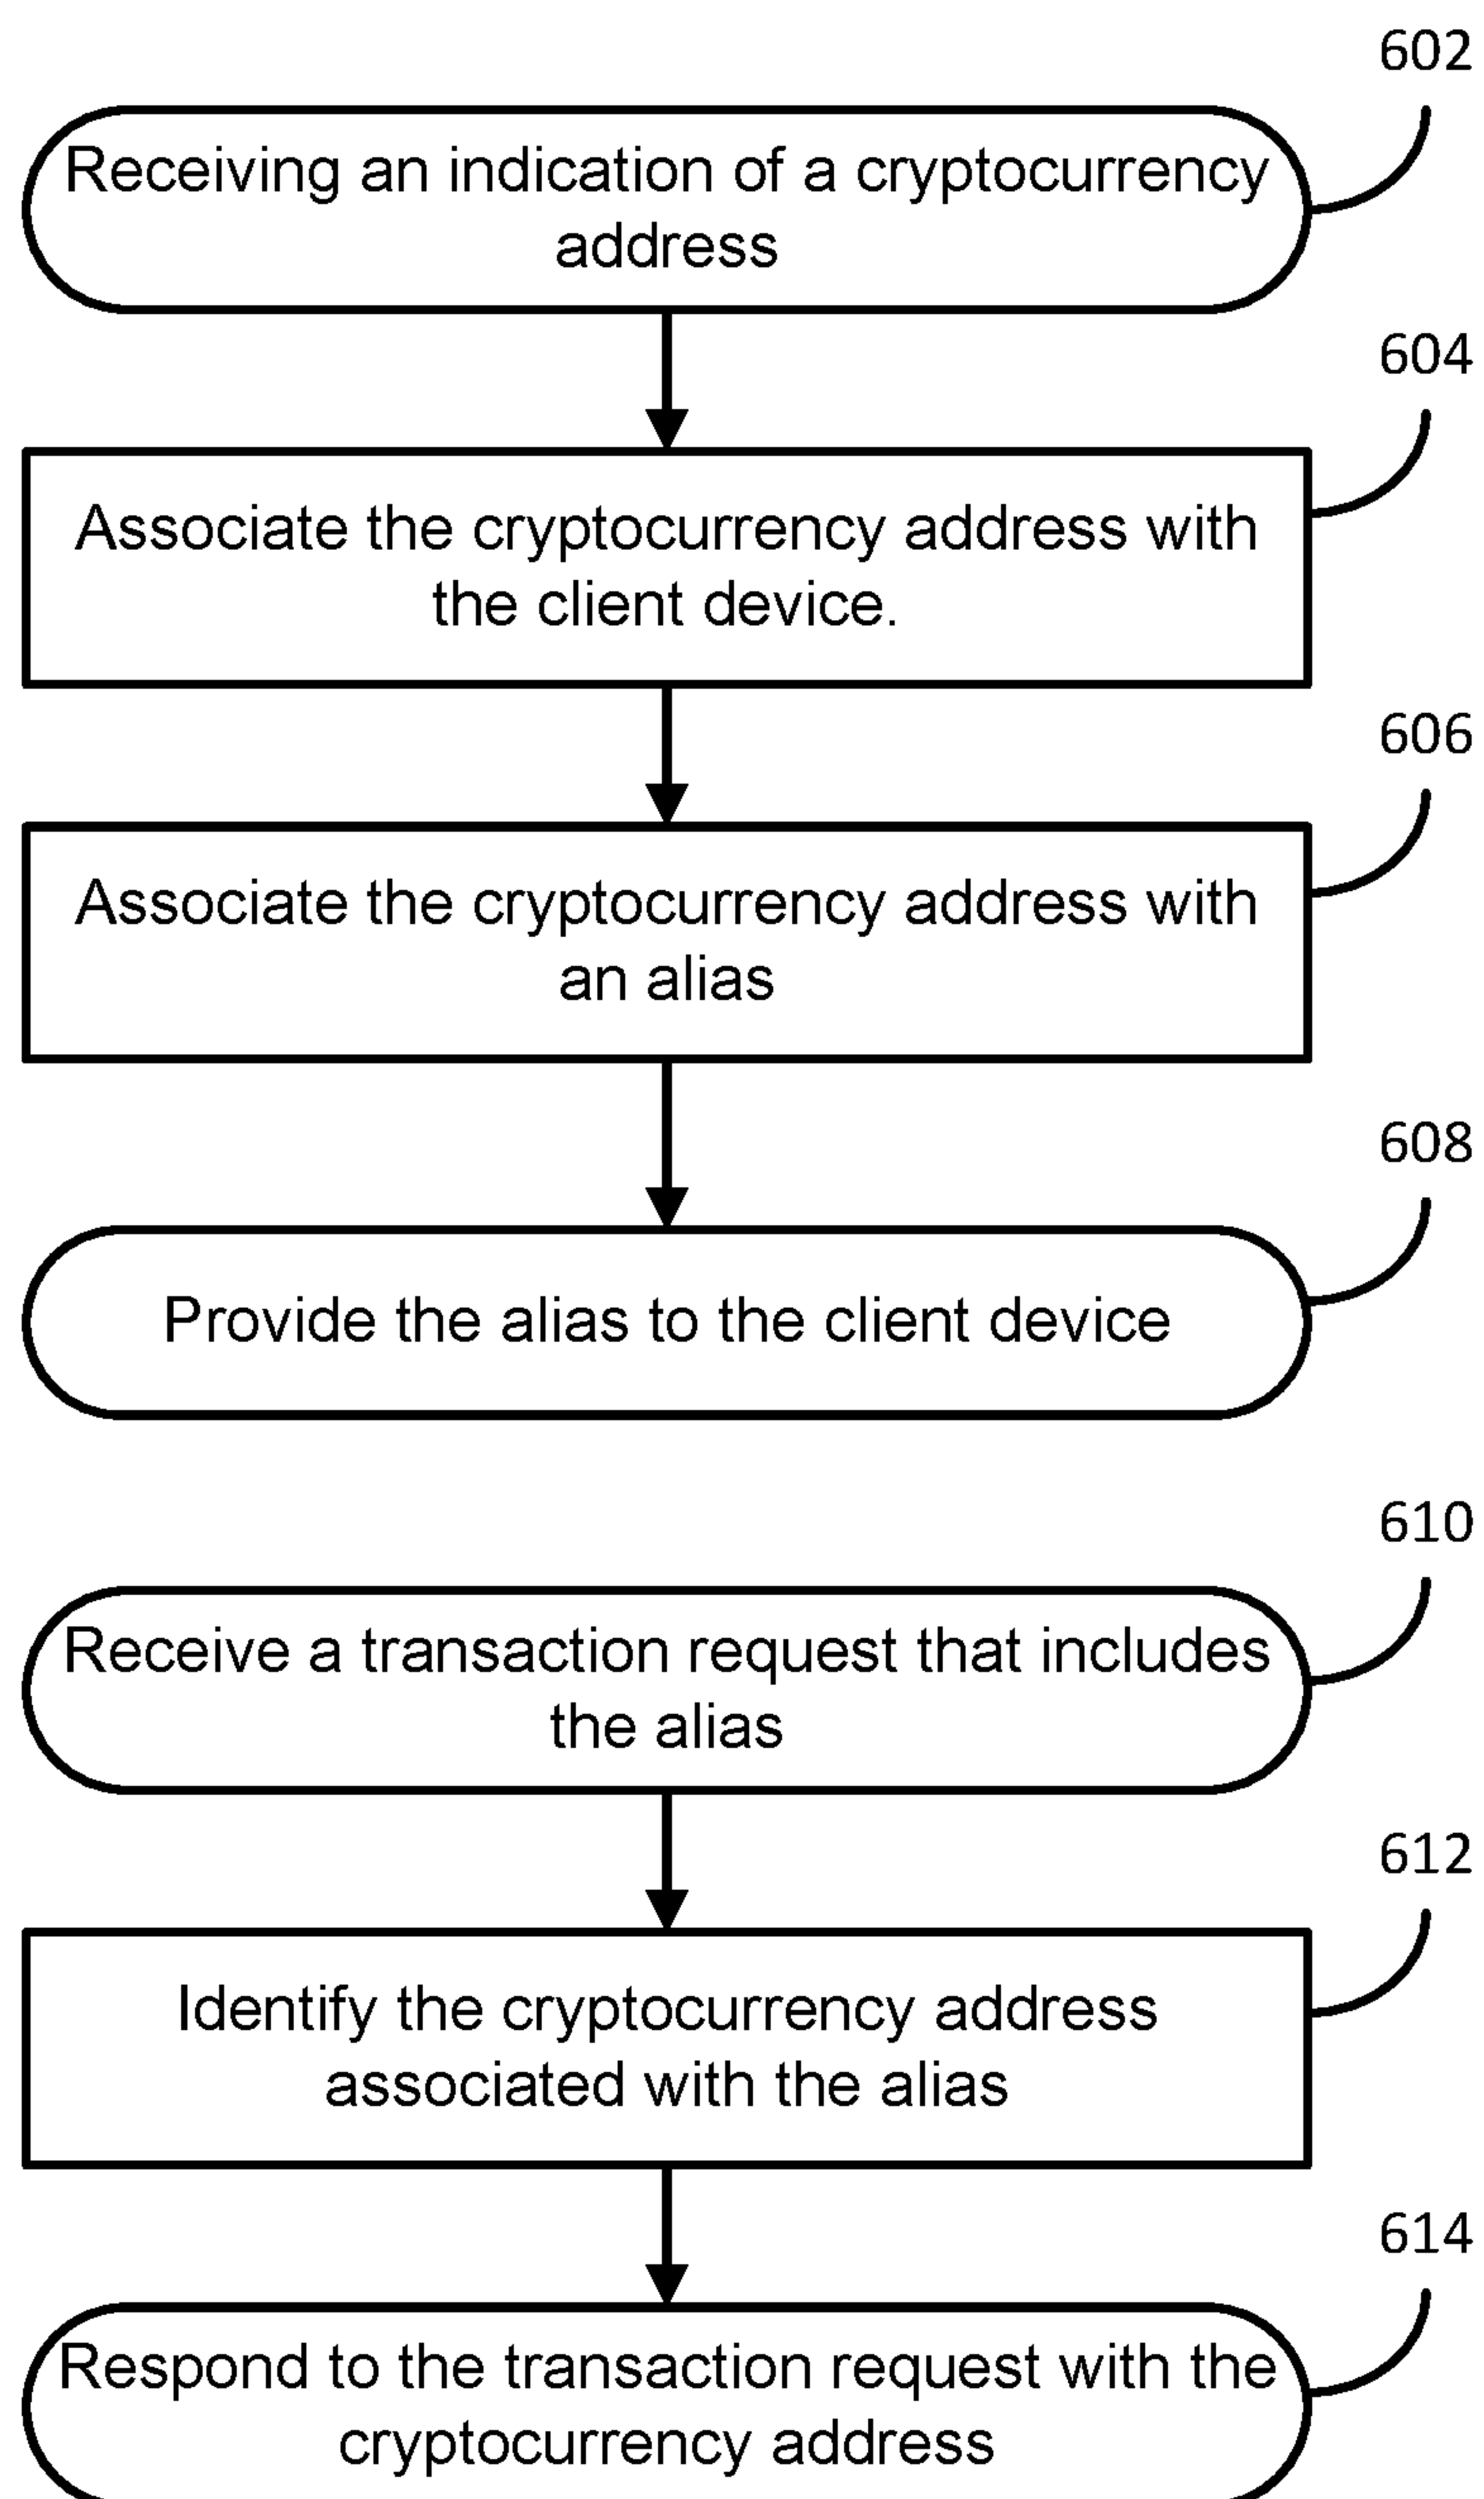 602
Receiving an indication of a cryptocurrency
address
604
Associate the cryptocurrency address with
the client device.
606
Associate the cryptocurrency address with
an alias
608
Provide the alias to the client device
610
Receive a transaction request that includes
the alias
612
Identify the cryptocurrency address
associated with the alias
614
Respond to the transaction request with the
cryptocurrency address